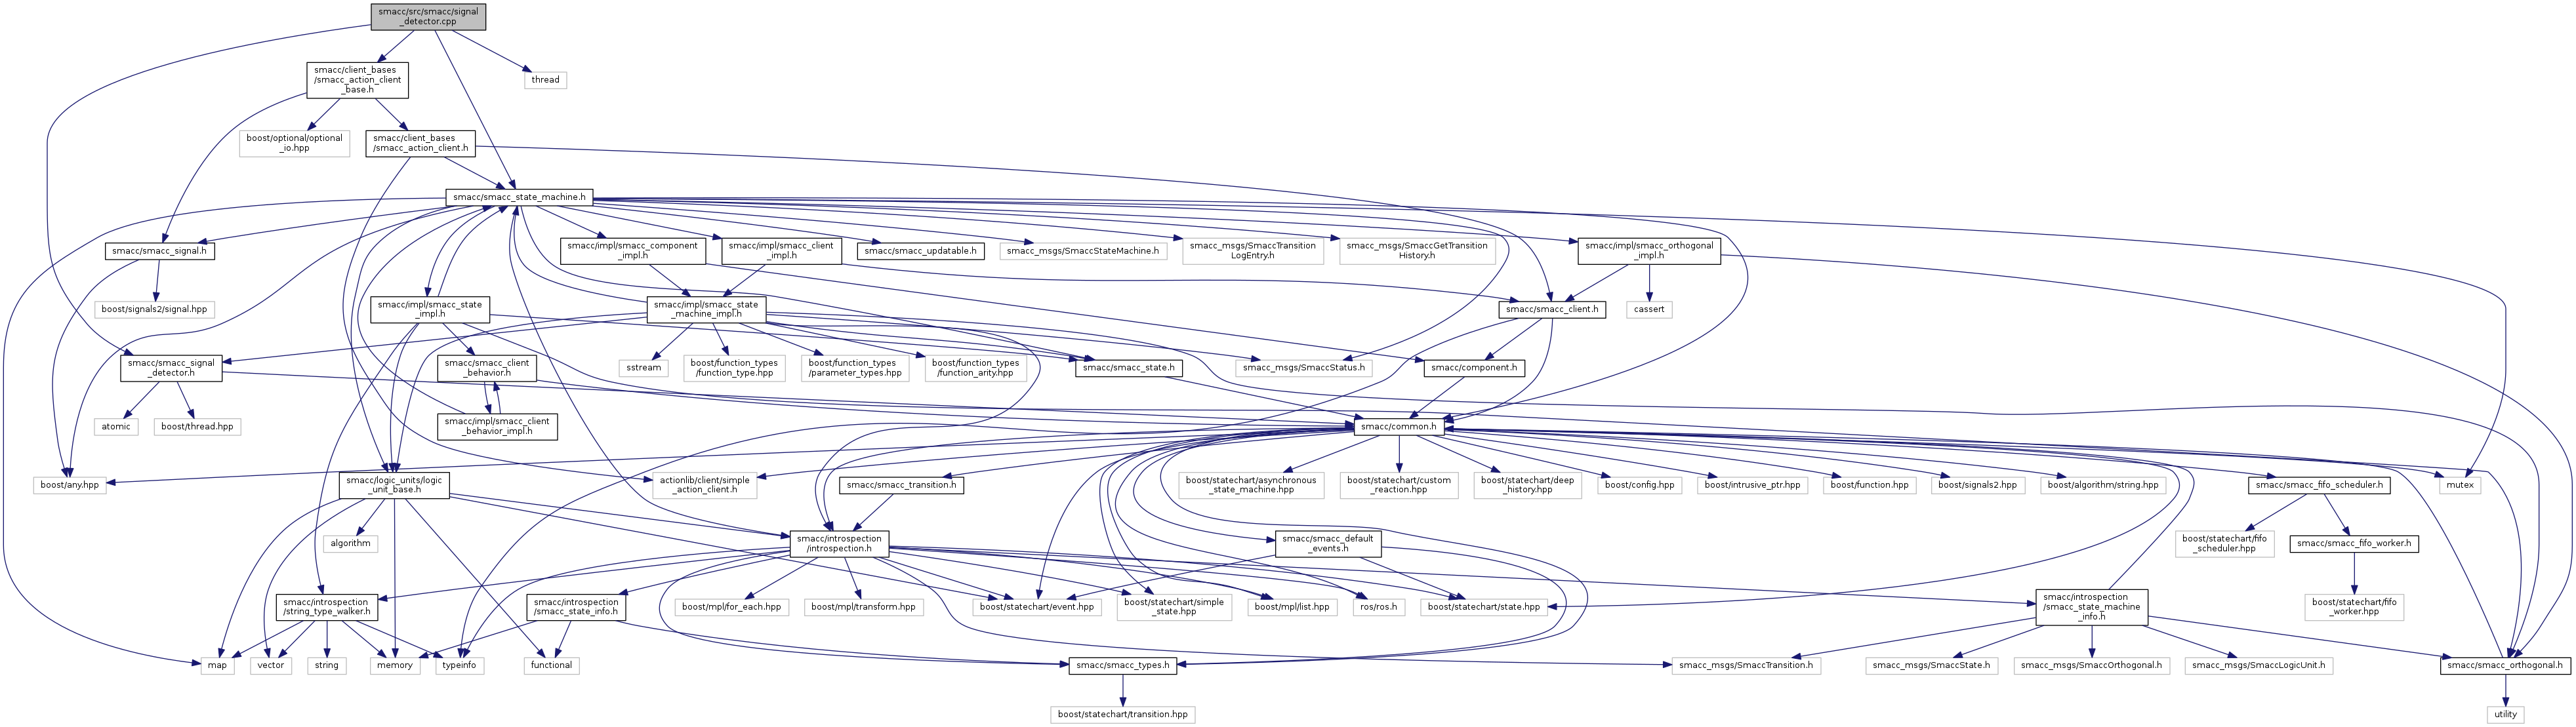 smacc/src/smacc/signal
_detector.cpp
smacc/client_bases
/smacc_action_client
_base.h
thread
boost/optional/optional
_io.hpp
smacc/client_bases
/smacc_action_client.h
smacc/smacc_state_machine.h
smacc/smacc_signal.h
smacc/impl/smacc_component
_impl.h
smacc/impl/smacc_client
_impl.h
smacc/smacc_updatable.h
smacc_msgs/SmaccStateMachine.h
smacc_msgs/SmaccTransition
LogEntry.h
smacc_msgs/SmaccGetTransition
History.h
smacc/impl/smacc_orthogonal
_impl.h
boost/signals2/signal.hpp
smacc/impl/smacc_state
_impl.h
smacc/impl/smacc_state
_machine_impl.h
smacc/smacc_client.h
cassert
smacc/smacc_signal
_detector.h
smacc/smacc_client
_behavior.h
sstream
boost/function_types
/function_type.hpp
boost/function_types
/parameter_types.hpp
boost/function_types
/function_arity.hpp
smacc/smacc_state.h
smacc_msgs/SmaccStatus.h
smacc/component.h
atomic
boost/thread.hpp
smacc/impl/smacc_client
_behavior_impl.h
smacc/common.h
boost/any.hpp
smacc/logic_units/logic
_unit_base.h
actionlib/client/simple
_action_client.h
smacc/smacc_transition.h
boost/statechart/asynchronous
_state_machine.hpp
boost/statechart/custom
_reaction.hpp
boost/statechart/deep
_history.hpp
boost/config.hpp
boost/intrusive_ptr.hpp
boost/function.hpp
boost/signals2.hpp
boost/algorithm/string.hpp
smacc/smacc_fifo_scheduler.h
mutex
algorithm
smacc/introspection
/introspection.h
smacc/smacc_default
_events.h
boost/statechart/fifo
_scheduler.hpp
smacc/smacc_fifo_worker.h
smacc/introspection
/string_type_walker.h
smacc/introspection
/smacc_state_info.h
boost/mpl/for_each.hpp
boost/mpl/transform.hpp
boost/statechart/event.hpp
boost/statechart/simple
_state.hpp
boost/mpl/list.hpp
ros/ros.h
boost/statechart/state.hpp
smacc/introspection
/smacc_state_machine
_info.h
boost/statechart/fifo
_worker.hpp
map
vector
string
memory
typeinfo
functional
smacc/smacc_types.h
smacc_msgs/SmaccTransition.h
smacc_msgs/SmaccState.h
smacc_msgs/SmaccOrthogonal.h
smacc_msgs/SmaccLogicUnit.h
smacc/smacc_orthogonal.h
boost/statechart/transition.hpp
utility